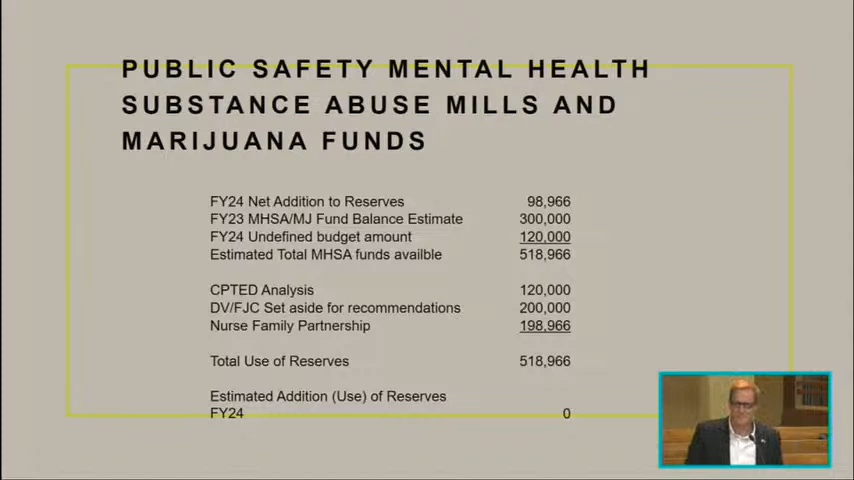 PUBLIC SAFETY MENTAL HEALTH
SUBSTANCE ABUSE MILLS AND
MARIJUANA FUNDS
FY24 Net Addition to Reserves 98,966
FY23 MHSA/MJ Fund Balance Estimate 300,000
FY24 Undefined budget amount 120,000
Estimated Total MHSA funds availble 518,966
CPTED Analysis 120,000
DV/FJC Set aside for recommendations 200,000
Nurse Family Partnership 198,966
Total Use of Reserves 518,966
Estimated Addition (Use) of Reserves
FY24 0